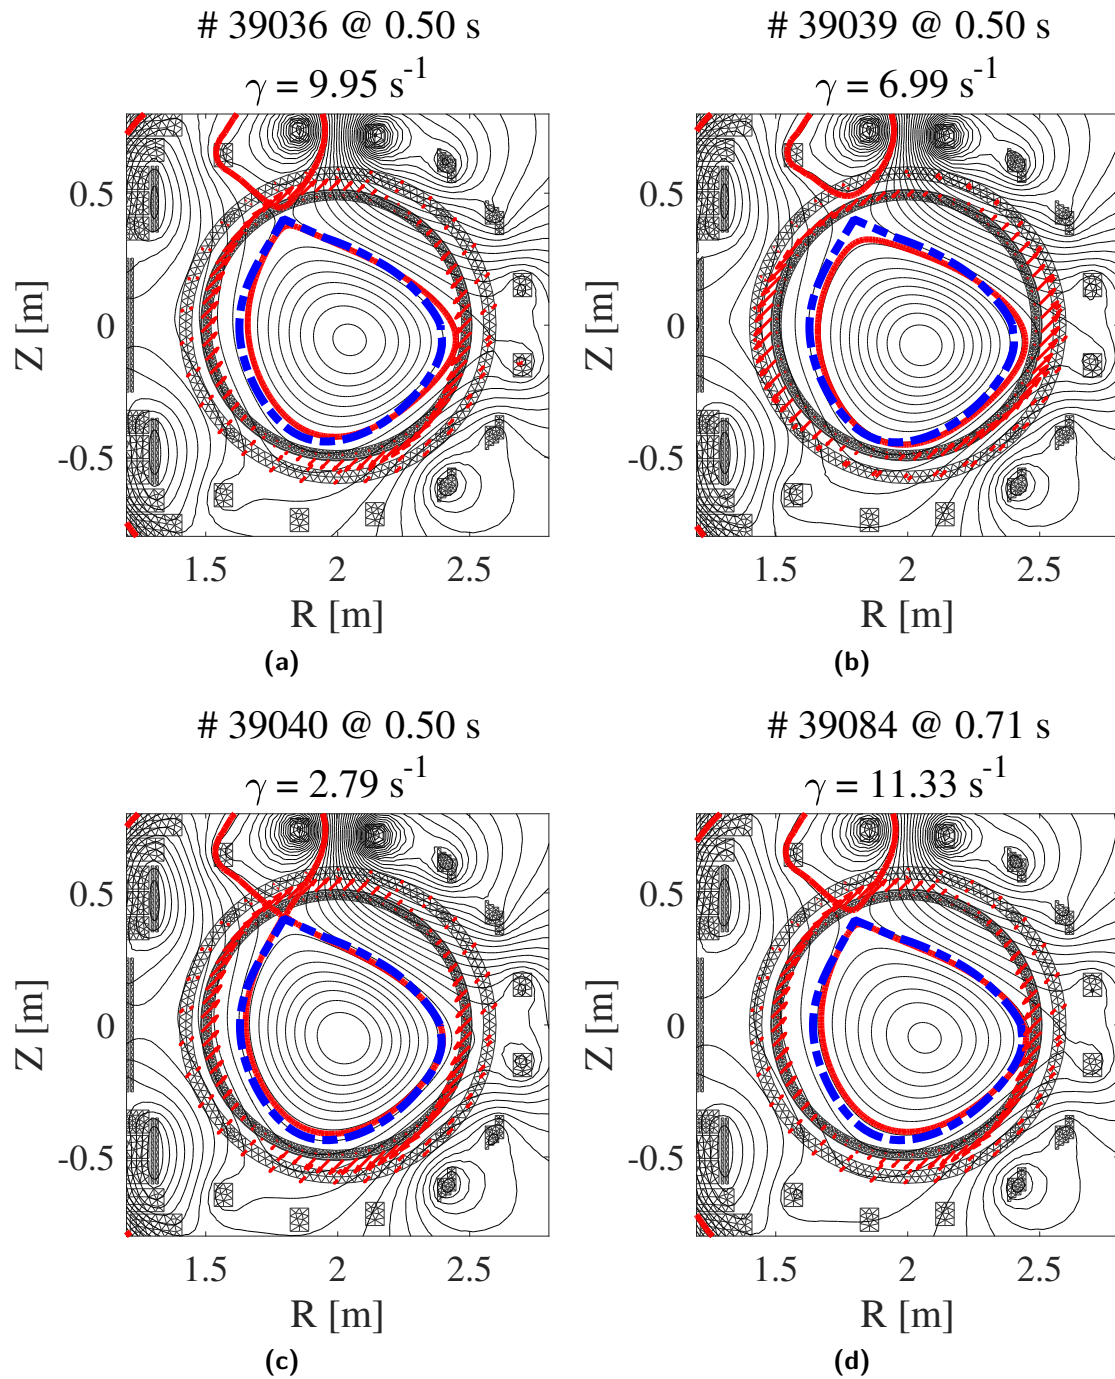 # 39036 @ 0.50 s
γ = 9.95 s⁻¹
Z [m]
0.5
0
-0.5
1.5 2 2.5
R [m]
(a)
# 39039 @ 0.50 s
γ = 6.99 s⁻¹
Z [m]
0.5
0
-0.5
1.5 2 2.5
R [m]
(b)
# 39040 @ 0.50 s
γ = 2.79 s⁻¹
Z [m]
0.5
0
-0.5
1.5 2 2.5
R [m]
(c)
# 39084 @ 0.71 s
γ = 11.33 s⁻¹
Z [m]
0.5
0
-0.5
1.5 2 2.5
R [m]
(d)